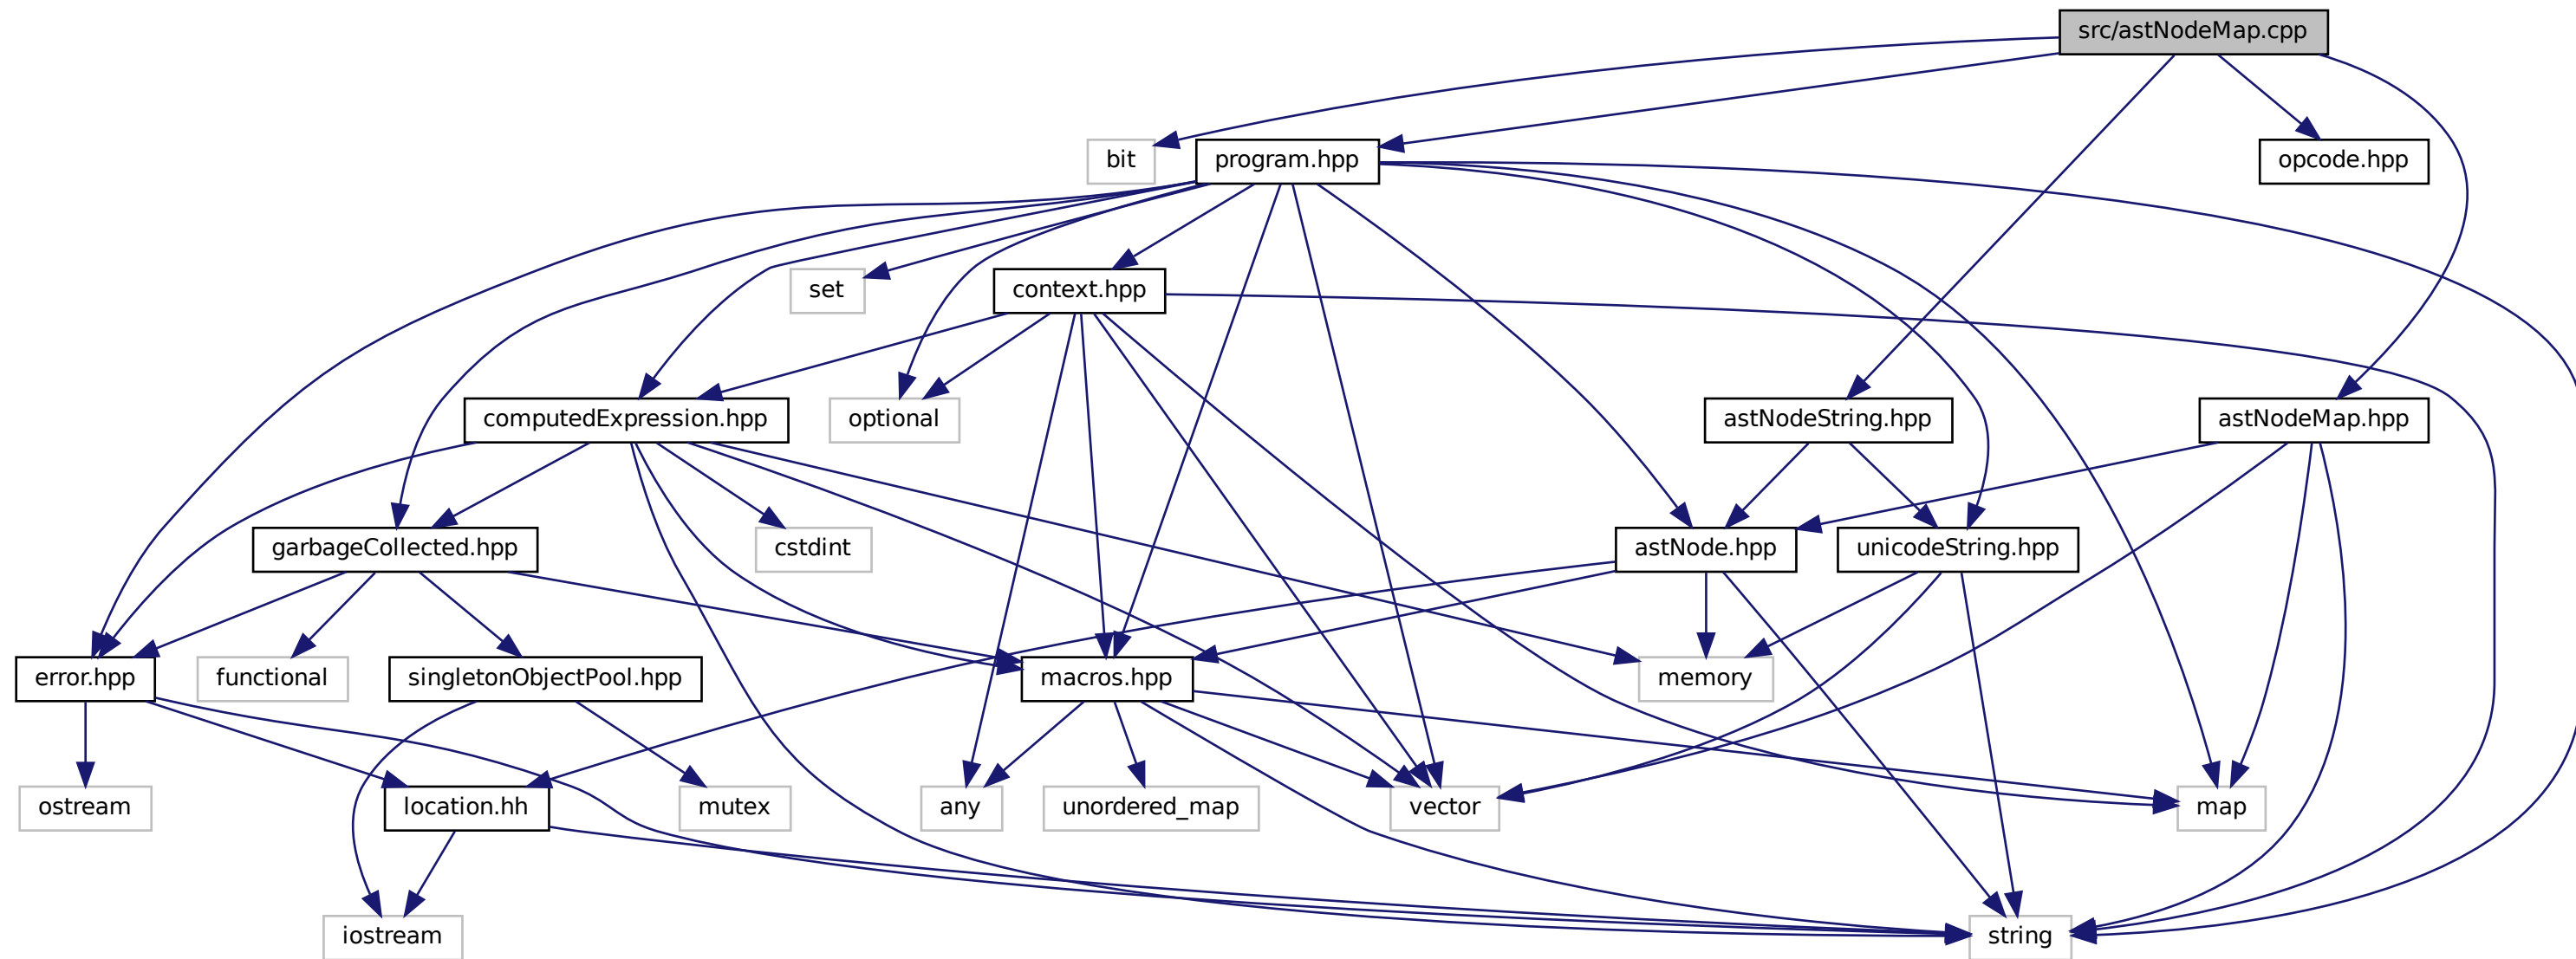 src/astNodeMap.cpp
bit
program.hpp
opcode.hpp
set
context.hpp
computedExpression.hpp
optional
astNodeString.hpp
astNodeMap.hpp
garbageCollected.hpp
cstdint
astNode.hpp
unicodeString.hpp
error.hpp
functional
singletonObjectPool.hpp
macros.hpp
memory
ostream
location.hh
mutex
any
unordered_map
vector
map
iostream
string